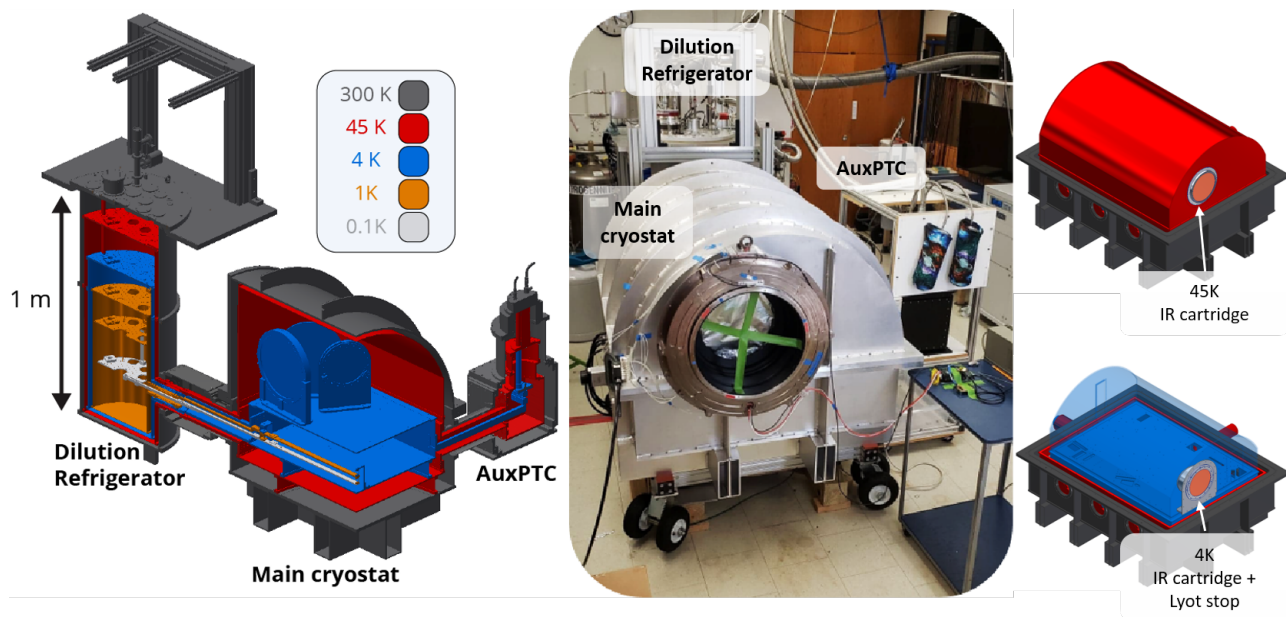 300 K
45 K
4 K
1K
0.1K
1 m
Dilution
Refrigerator
Main cryostat
AuxPTC
Dilution
Refrigerator
AuxPTC
Main
cryostat
45K
IR cartridge
4K
IR cartridge +
Lyot stop